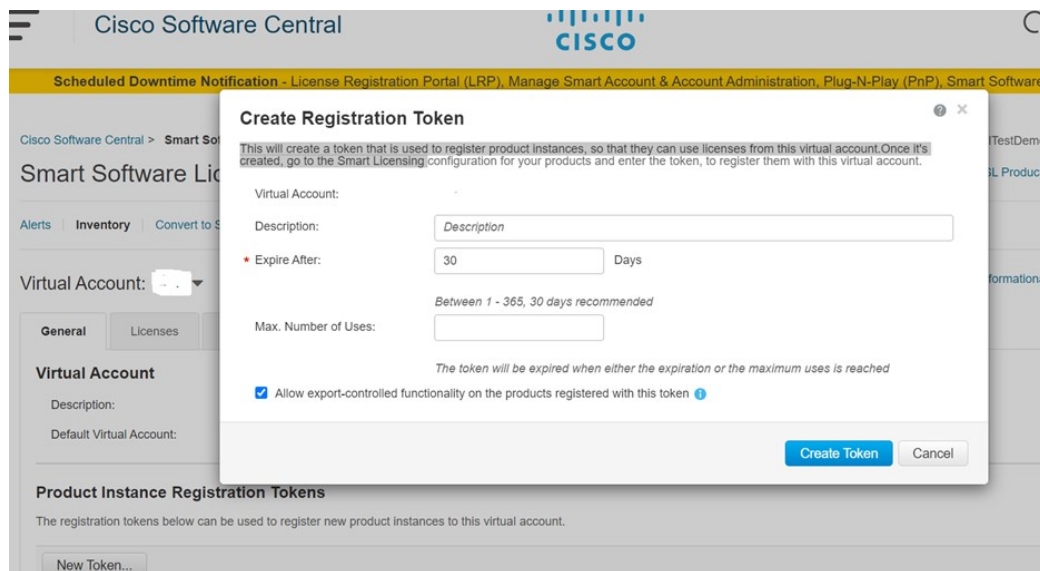 Cisco Software Central
CISCO
Scheduled Downtime Notification - License Registration Portal (LRP), Manage Smart Account & Account Administration, Plug-N-Play (PnP), Smart Software
Create Registration Token
This will create a token that is used to register product instances, so that they can use licenses from this virtual account.Once it's
created, go to the Smart Licensing configuration for your products and enter the token, to register them with this virtual account.
Cisco Software Central > Smart Sof
Smart Software Lic
Alerts Inventory Convert to S
Virtual Account:
General Licenses
Virtual Account
Description:
Default Virtual Account:
Virtual Account:
Description: Description
* Expire After: 30 Days
Between 1 - 365, 30 days recommended
Max. Number of Uses:
The token will be expired when either the expiration or the maximum uses is reached
Allow export-controlled functionality on the products registered with this token
Create Token Cancel
Product Instance Registration Tokens
The registration tokens below can be used to register new product instances to this virtual account.
New Token...